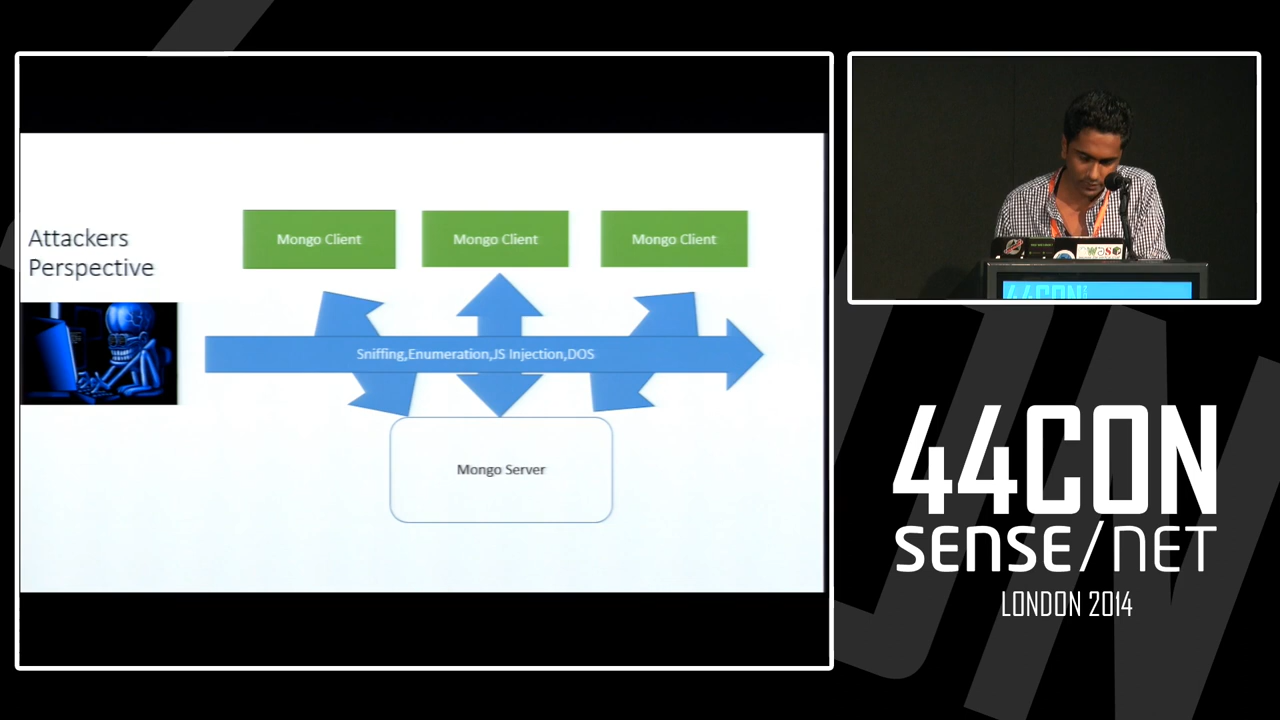 Attackers
Perspective
Mongo Client
Mongo Client
Mongo Client
Sniffing,Enumeration,JS Injection,DOS
Mongo Server
44CON
44CON
SENSE/NET
LONDON 2014